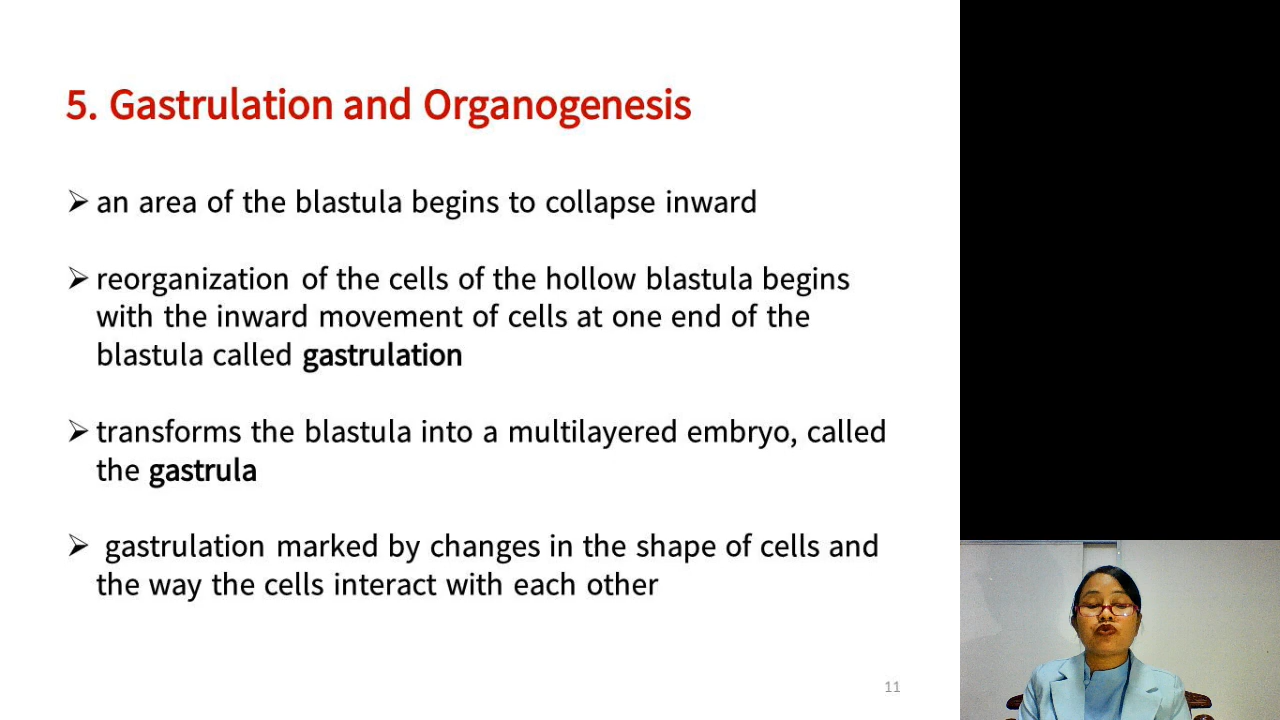 5. Gastrulation and Organogenesis
➢ an area of the blastula begins to collapse inward
➢ reorganization of the cells of the hollow blastula begins
with the inward movement of cells at one end of the
blastula called gastrulation
➢ transforms the blastula into a multilayered embryo, called
the gastrula
➢ gastrulation marked by changes in the shape of cells and
the way the cells interact with each other
11